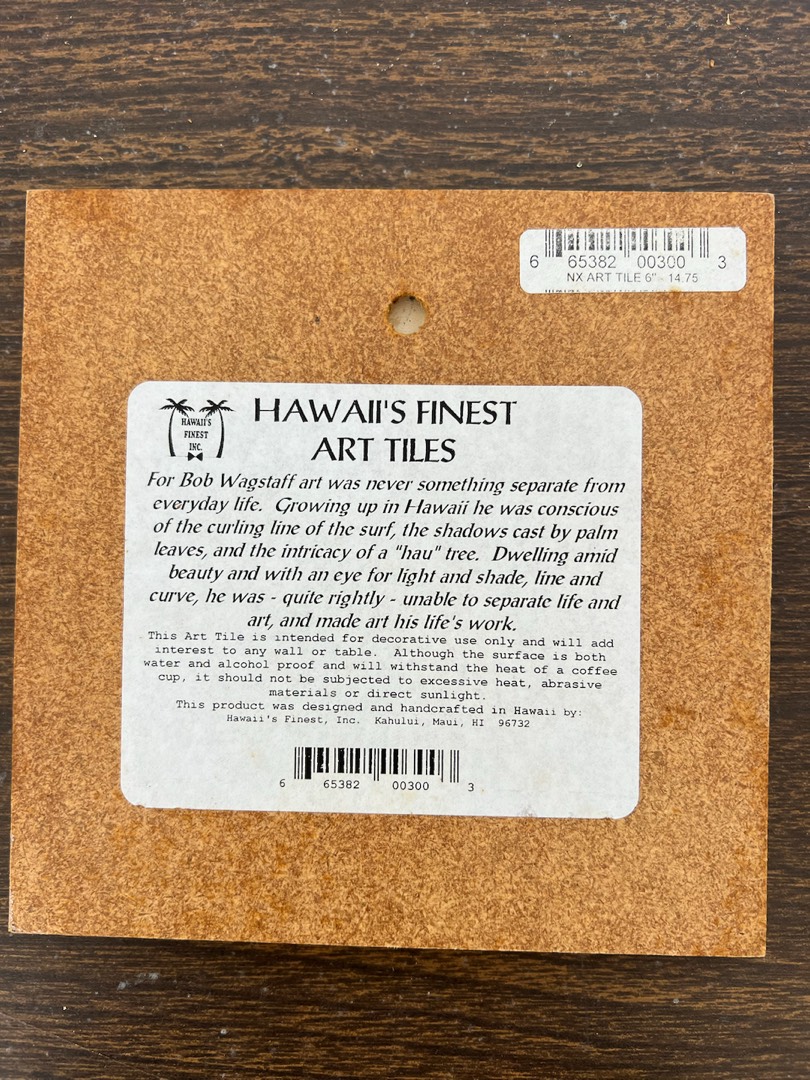 6 65382 00300 3
NX ART TILE 6" - 14.75
HAWAII'S
FINEST
INC.
HAWAII'S FINEST
ART TILES
For Bob Wagstaff art was never something separate from
everyday life. Growing up in Hawaii he was conscious
of the curling line of the surf, the shadows cast by palm
leaves, and the intricacy of a "hau" tree. Dwelling amid
beauty and with an eye for light and shade, line and
curve, he was - quite rightly - unable to separate life and
art, and made art his life's work.
This Art Tile is intended for decorative use only and will add
interest to any wall or table. Although the surface is both
water and alcohol proof and will withstand the heat of a coffee
cup, it should not be subjected to excessive heat, abrasive
materials or direct sunlight.
This product was designed and handcrafted in Hawaii by:
Hawaii's Finest, Inc. Kahului, Maui, HI 96732
6 65382 00300 3